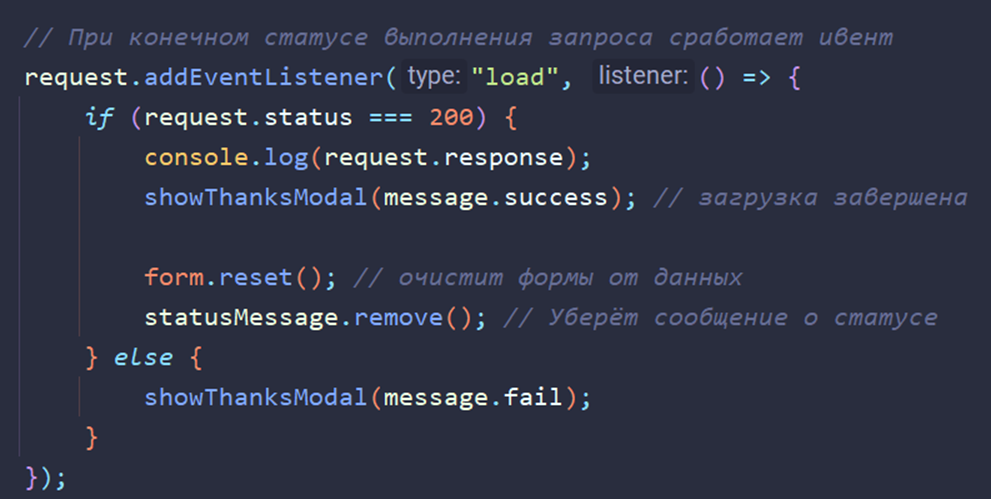 // При конечном статусе выполнения запроса сработает ивент
request.addEventListener( type: "load", listener: () => {
    if (request.status === 200) {
        console.log(request.response);
        showThanksModal(message.success); // загрузка завершена

        form.reset(); // очистит формы от данных
        statusMessage.remove(); // Уберём сообщение о статусе
    } else {
        showThanksModal(message.fail);
    }
});